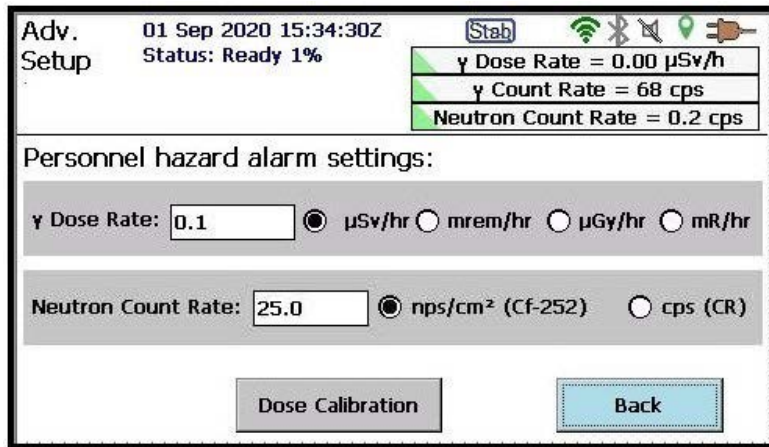 Adv. Setup
01 Sep 2020 15:34:30Z
Status: Ready 1%
Stab
γ Dose Rate = 0.00 µSv/h
γ Count Rate = 68 cps
Neutron Count Rate = 0.2 cps
Personnel hazard alarm settings:
γ Dose Rate: 0.1 µSv/hr mrem/hr µGy/hr mR/hr
Neutron Count Rate: 25.0 nps/cm² (Cf-252) cps (CR)
Dose Calibration Back